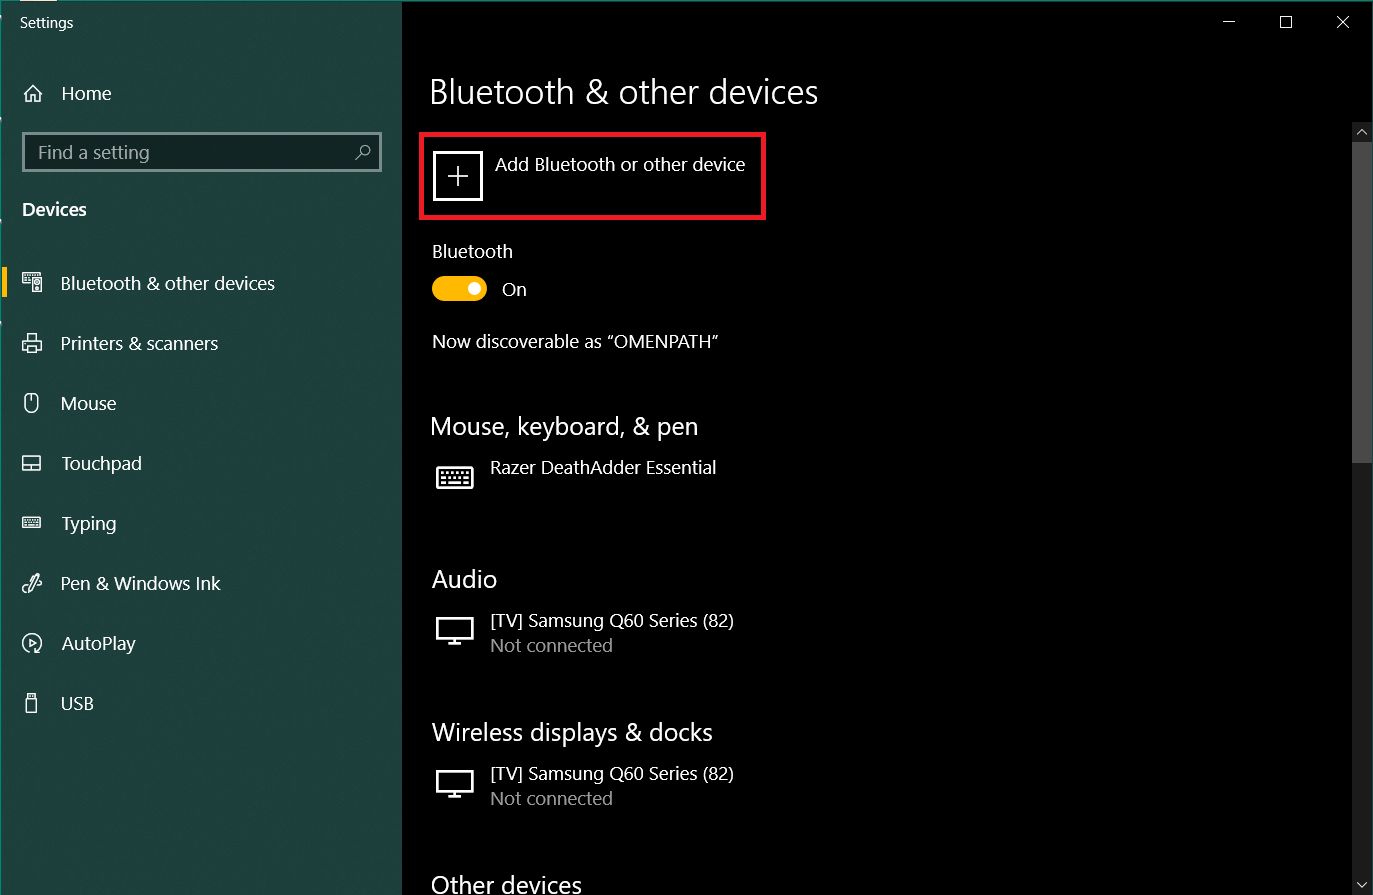 Settings
Home
Find a setting
Devices
Bluetooth & other devices
Printers & scanners
Mouse
Touchpad
Typing
Pen & Windows Ink
AutoPlay
USB
Bluetooth & other devices
Add Bluetooth or other device
Bluetooth
On
Now discoverable as “OMENPATH”
Mouse, keyboard, & pen
Razer DeathAdder Essential
Audio
[TV] Samsung Q60 Series (82)
Not connected
Wireless displays & docks
[TV] Samsung Q60 Series (82)
Not connected
Other devices